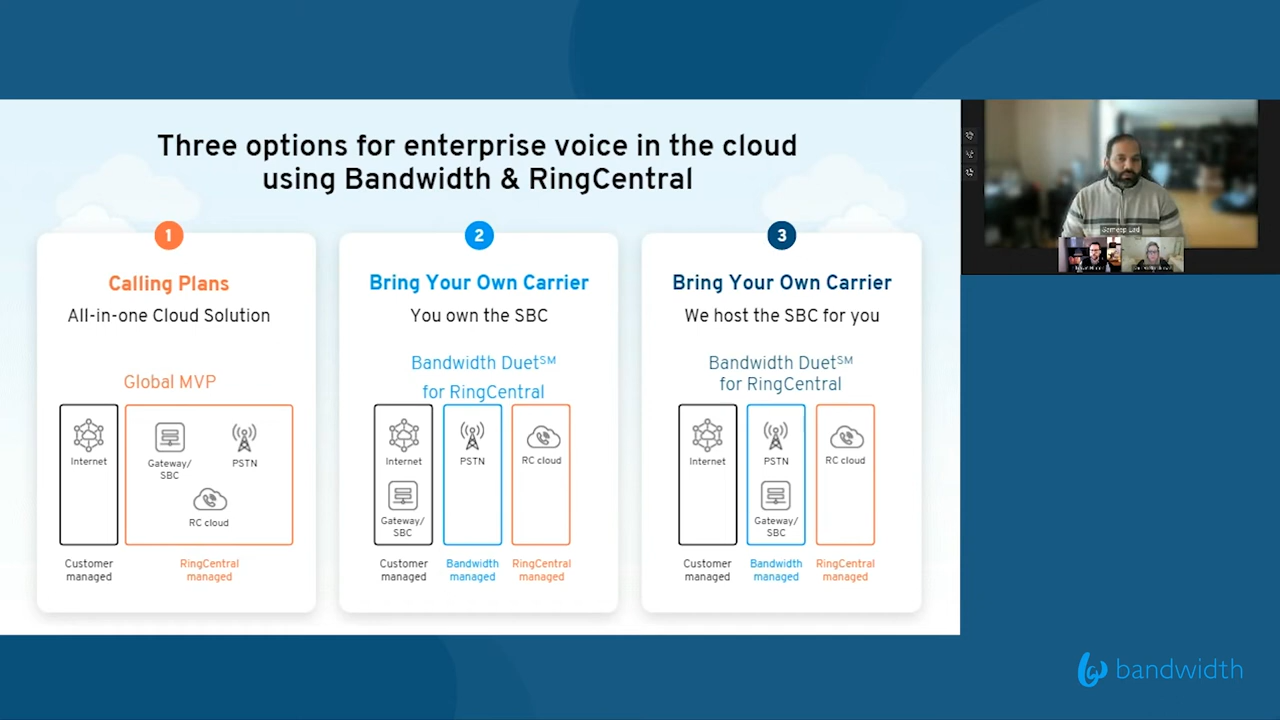 Three options for enterprise voice in the cloud
using Bandwidth & RingCentral
1
Calling Plans
All-in-one Cloud Solution
Global MVP
Internet
Gateway/
SBC
PSTN
RC cloud
Customer
managed
RingCentral
managed
2
Bring Your Own Carrier
You own the SBC
Bandwidth Duet℠
for RingCentral
Internet
Gateway/
SBC
PSTN
RC cloud
Customer
managed
Bandwidth
managed
RingCentral
managed
3
Bring Your Own Carrier
We host the SBC for you
Bandwidth Duet℠
for RingCentral
Internet
PSTN
Gateway/
SBC
RC cloud
Customer
managed
Bandwidth
managed
RingCentral
managed
Sameep Lad
bandwidth